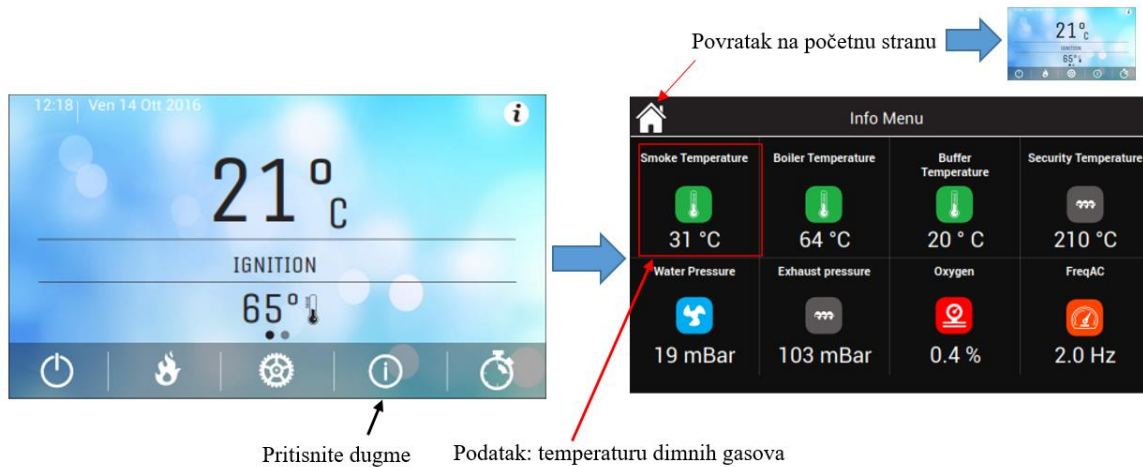 Povratak na početnu stranu
21°C
IGNITION
65°
12:18 Ven 14 Ott 2016
i
21°C
IGNITION
65°
Info Menu
Smoke Temperature
31 °C
Boiler Temperature
64 °C
Buffer
Temperature
20 ° C
Security Temperature
210 °C
Water Pressure
19 mBar
Exhaust pressure
103 mBar
Oxygen
0.4 %
FreqAC
2.0 Hz
Pritisnite dugme
Podatak: temperaturu dimnih gasova